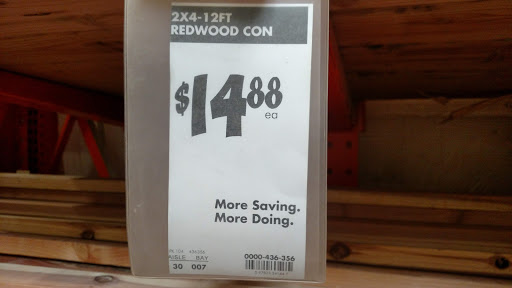 2X4-12FT
REDWOOD CON
$14.88
ea
More Saving.
More Doing.
AISLE BAY 0000-436-356
30 007